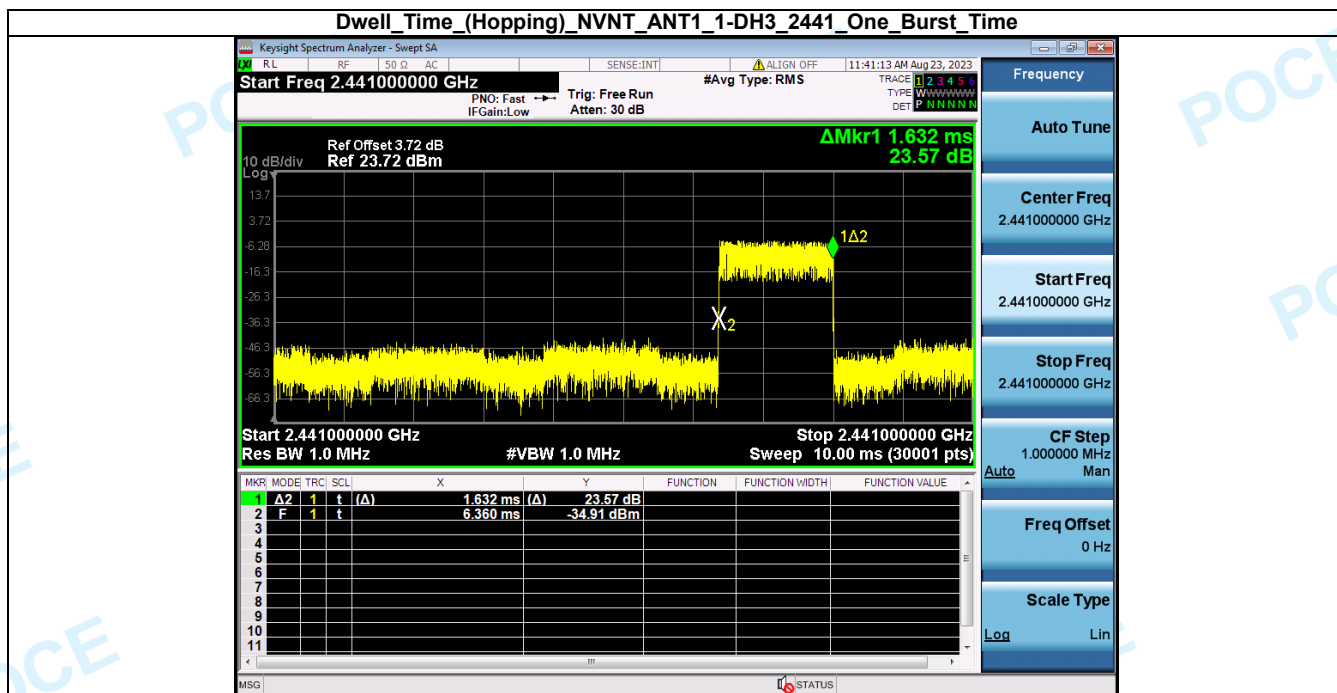 Dwell_Time_(Hopping)_NVNT_ANT1_1-DH3_2441_One_Burst_Time
Keysight Spectrum Analyzer - Swept SA
LXI RL RF 50 Ω AC SENSE:INT ALIGN OFF 11:41:13 AM Aug 23, 2023
Start Freq 2.441000000 GHz
PNO: Fast
IFGain:Low
Trig: Free Run
Atten: 30 dB
#Avg Type: RMS
TRACE 1 2 3 4 5 6
TYPE WWWWWW
DET P N N N N N
ΔMkr1 1.632 ms
23.57 dB
Ref Offset 3.72 dB
10 dB/div Ref 23.72 dBm
Log
13.7
3.72
-6.28
-16.3
-26.3
-36.3
-46.3
-56.3
-66.3
1Δ2
X2
Start 2.441000000 GHz Stop 2.441000000 GHz
Res BW 1.0 MHz #VBW 1.0 MHz Sweep 10.00 ms (30001 pts)
MKR MODE TRC SCL X Y FUNCTION FUNCTION WIDTH FUNCTION VALUE
1 Δ2 1 t (Δ) 1.632 ms (Δ) 23.57 dB
2 F 1 t 6.360 ms -34.91 dBm
3
4
5
6
7
8
9
10
11
MSG STATUS
Frequency
Auto Tune
Center Freq
2.441000000 GHz
Start Freq
2.441000000 GHz
Stop Freq
2.441000000 GHz
CF Step
1.000000 MHz
Auto Man
Freq Offset
0 Hz
Scale Type
Log Lin
POCE